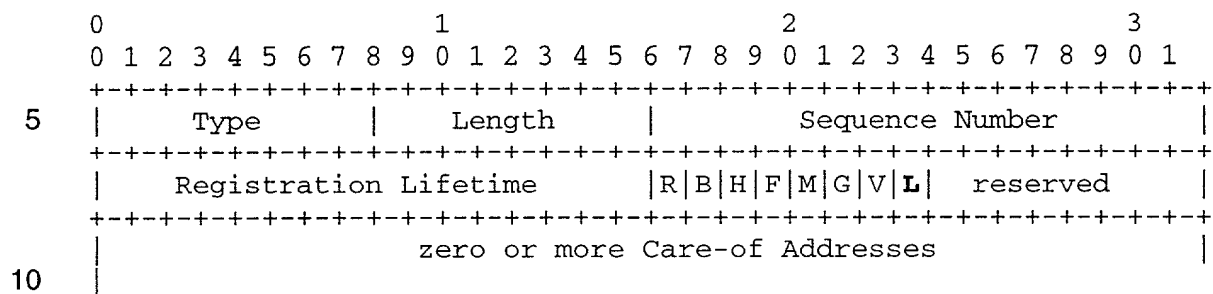 0                   1                   2                   3
0 1 2 3 4 5 6 7 8 9 0 1 2 3 4 5 6 7 8 9 0 1 2 3 4 5 6 7 8 9 0 1
+-+-+-+-+-+-+-+-+-+-+-+-+-+-+-+-+-+-+-+-+-+-+-+-+-+-+-+-+-+-+-+-+
5 | Type | Length | Sequence Number |
+-+-+-+-+-+-+-+-+-+-+-+-+-+-+-+-+-+-+-+-+-+-+-+-+-+-+-+-+-+-+-+-+
| Registration Lifetime |R|B|H|F|M|G|V|L| reserved |
+-+-+-+-+-+-+-+-+-+-+-+-+-+-+-+-+-+-+-+-+-+-+-+-+-+-+-+-+-+-+-+-+
| zero or more Care-of Addresses |
10 |